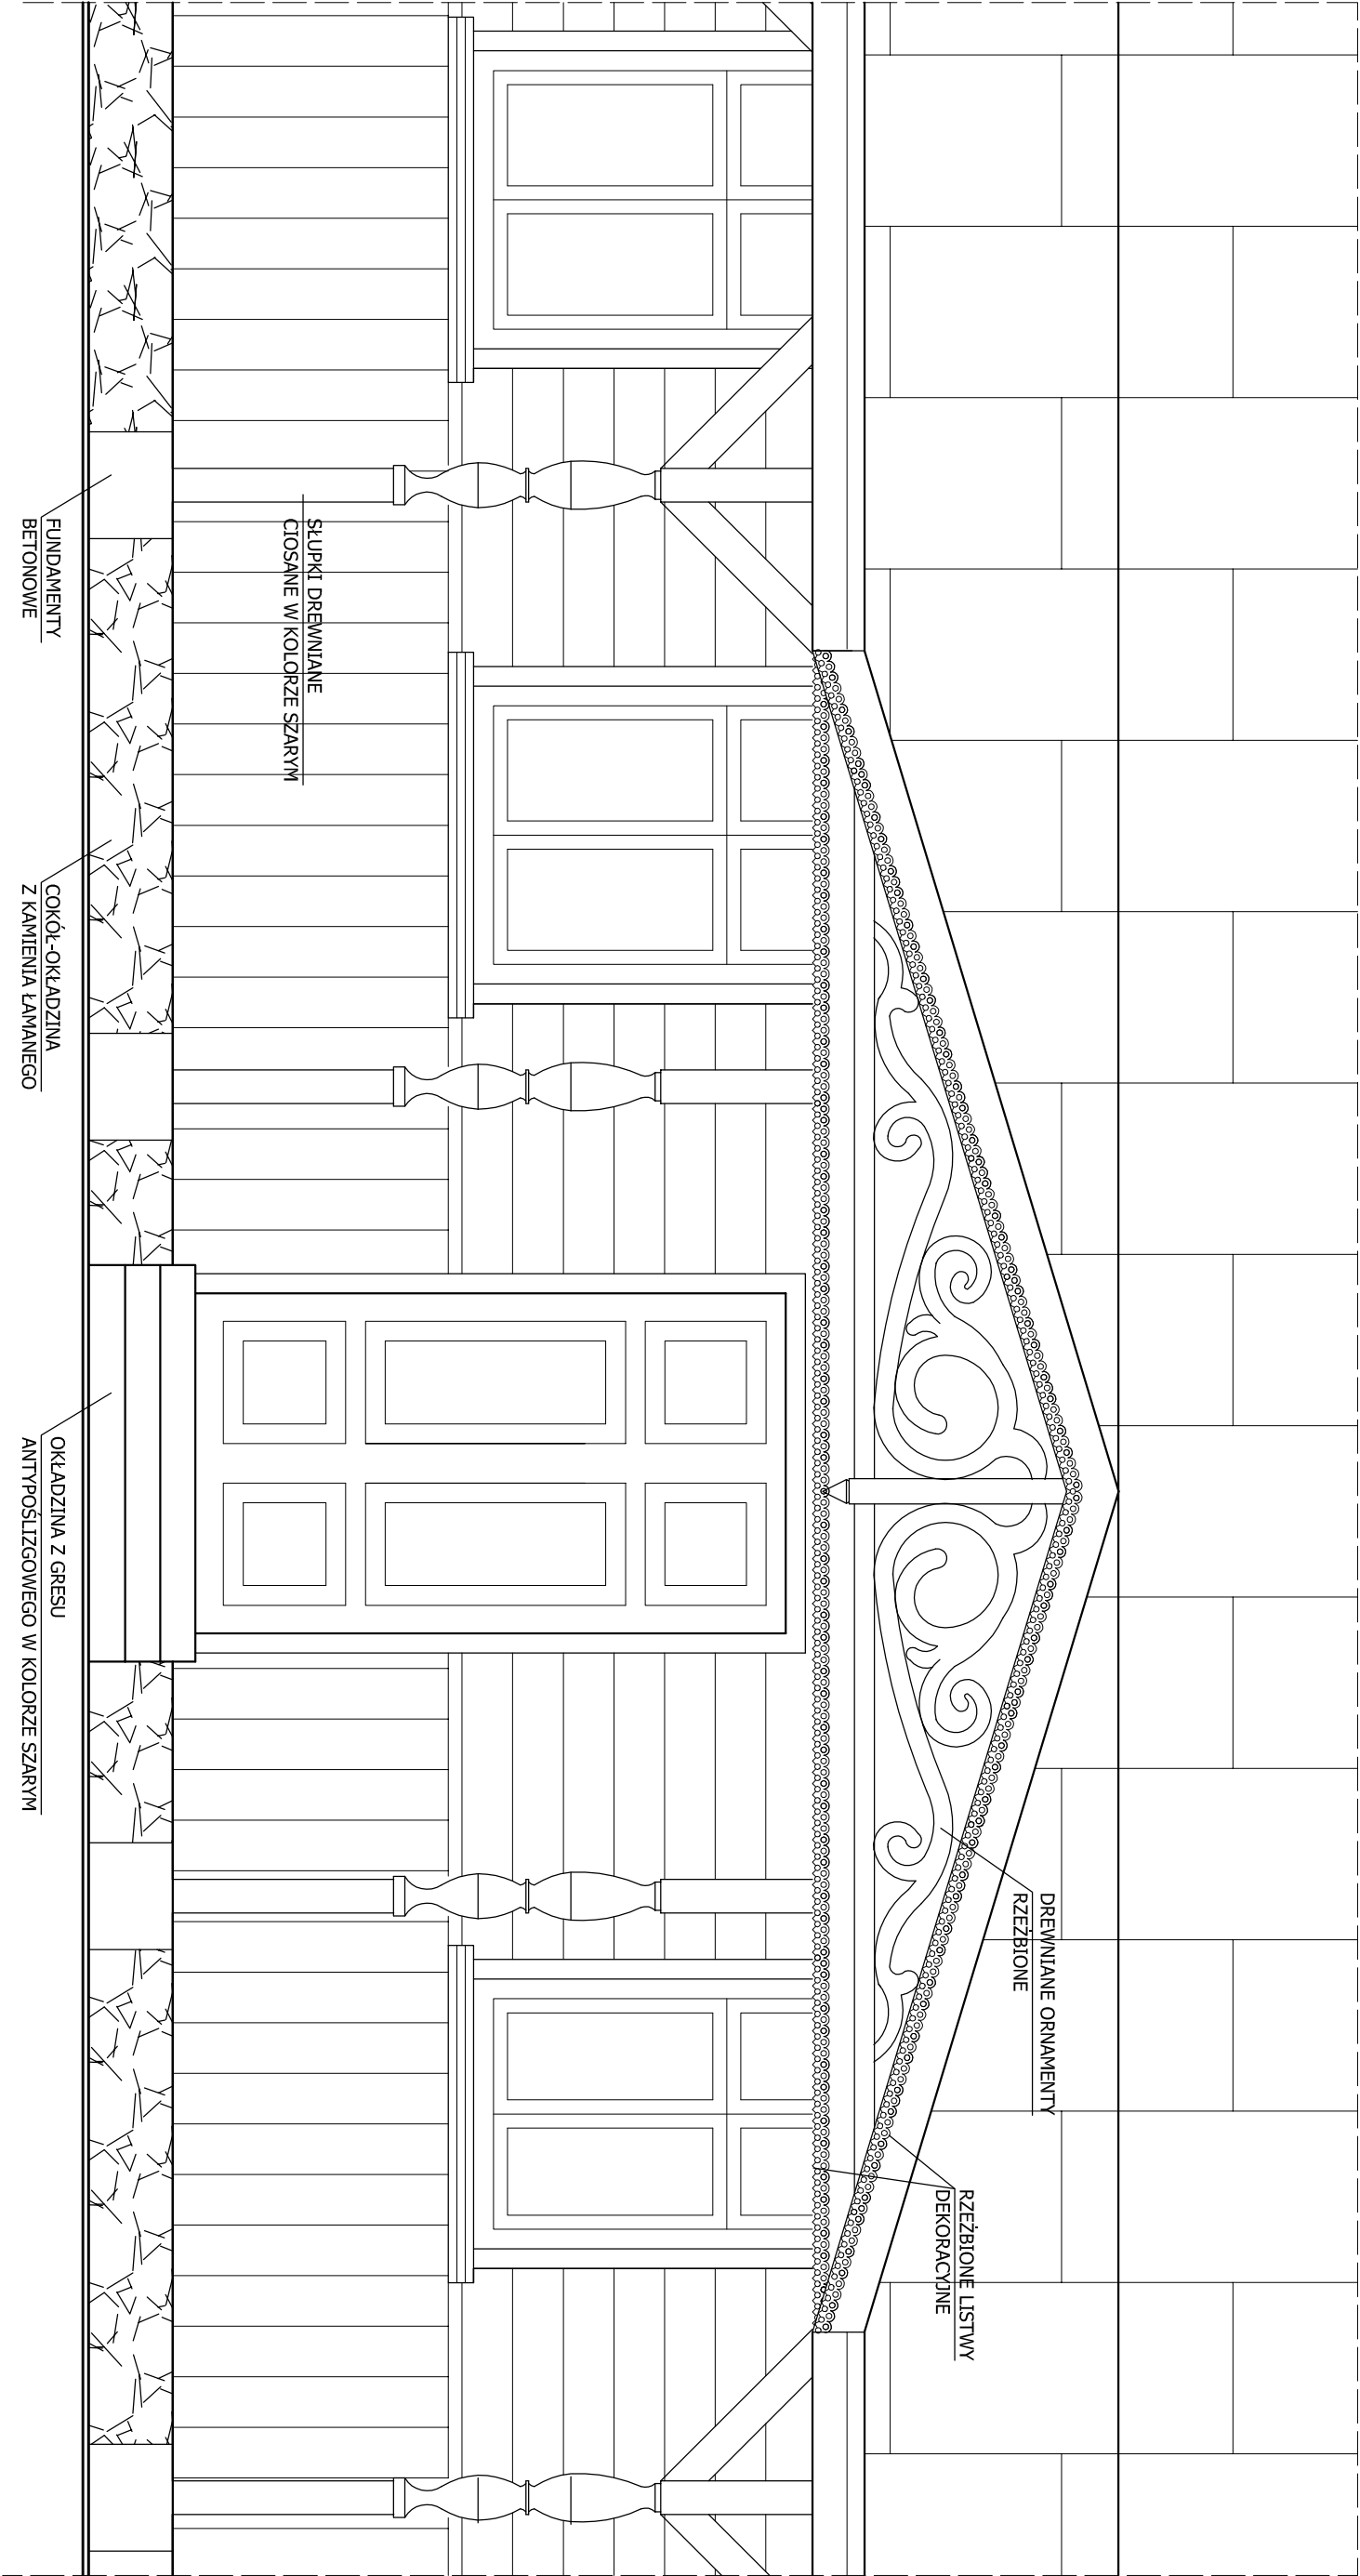 DREWNIANE ORNAMENTY
RZEŹBIONE
RZEŹBIONE LISTWY
DEKORACYJNE
SŁUPKI DREWNIANE
CIOSANE W KOLORZE SZARYM
FUNDAMENTY
BETONOWE
COKÓŁ-OKŁADZINA
Z KAMIENIA ŁAMANEGO
OKŁADZINA Z GRESU
ANTYPOŚLIZGOWEGO W KOLORZE SZARYM